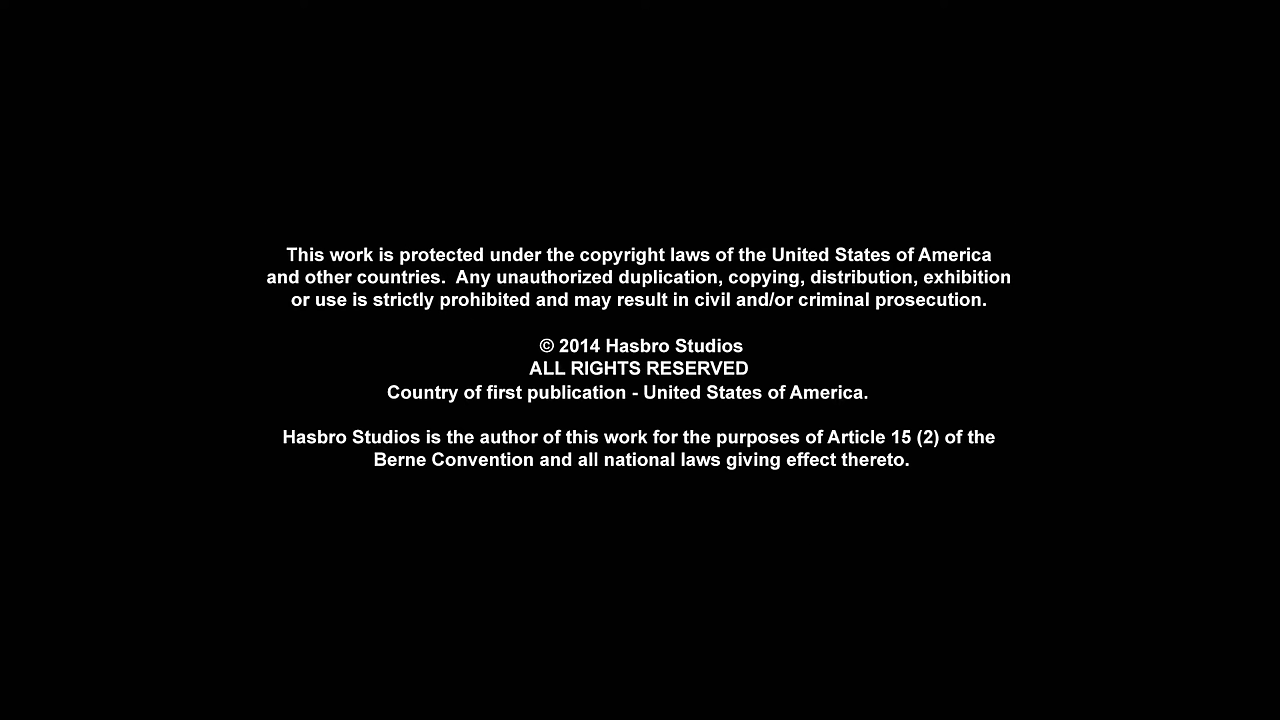 This work is protected under the copyright laws of the United States of America
and other countries.  Any unauthorized duplication, copying, distribution, exhibition
or use is strictly prohibited and may result in civil and/or criminal prosecution.
© 2014 Hasbro Studios
ALL RIGHTS RESERVED
Country of first publication - United States of America.
Hasbro Studios is the author of this work for the purposes of Article 15 (2) of the
Berne Convention and all national laws giving effect thereto.